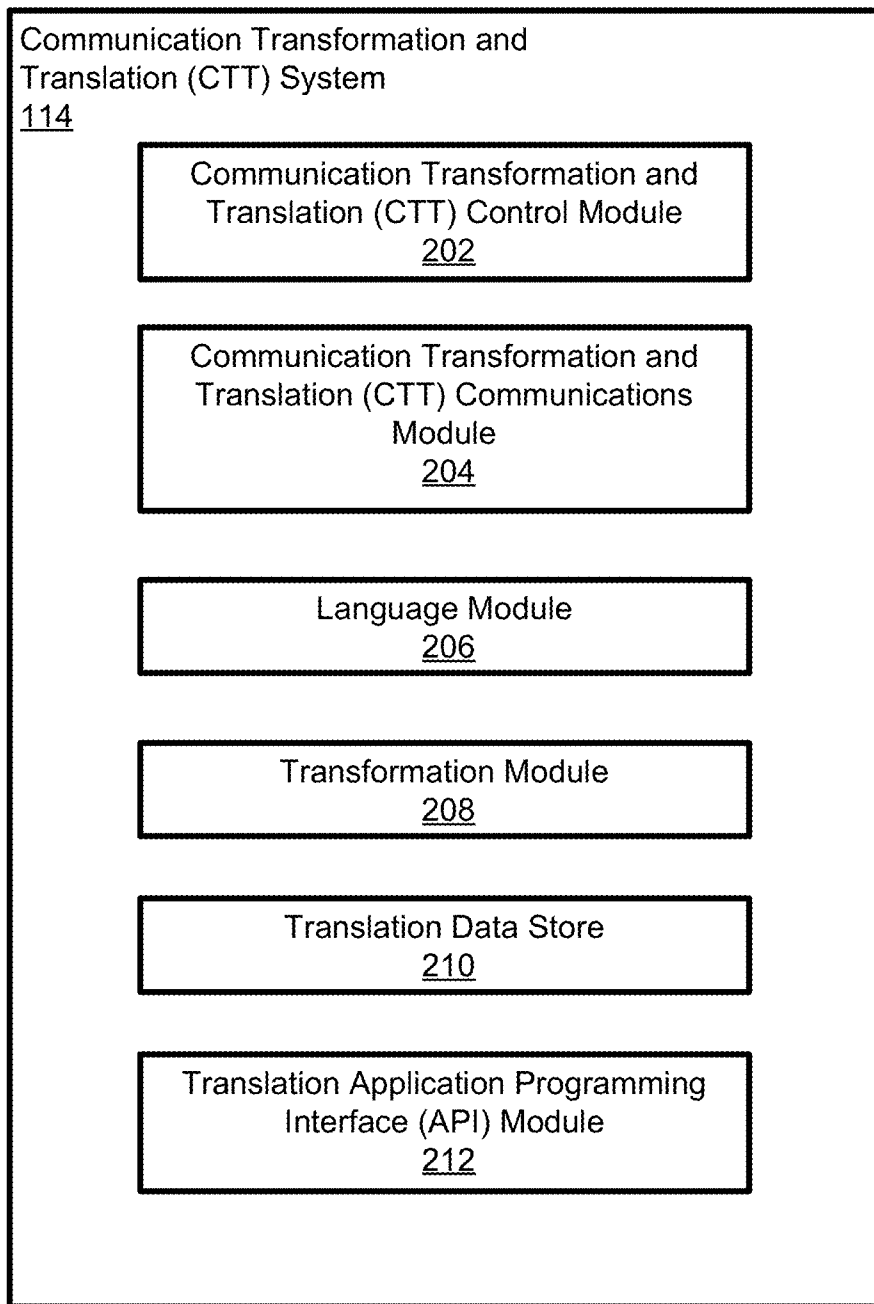 Communication Transformation and
Translation (CTT) System
114
Communication Transformation and
Translation (CTT) Control Module
202
Communication Transformation and
Translation (CTT) Communications
Module
204
Language Module
206
Transformation Module
208
Translation Data Store
210
Translation Application Programming
Interface (API) Module
212